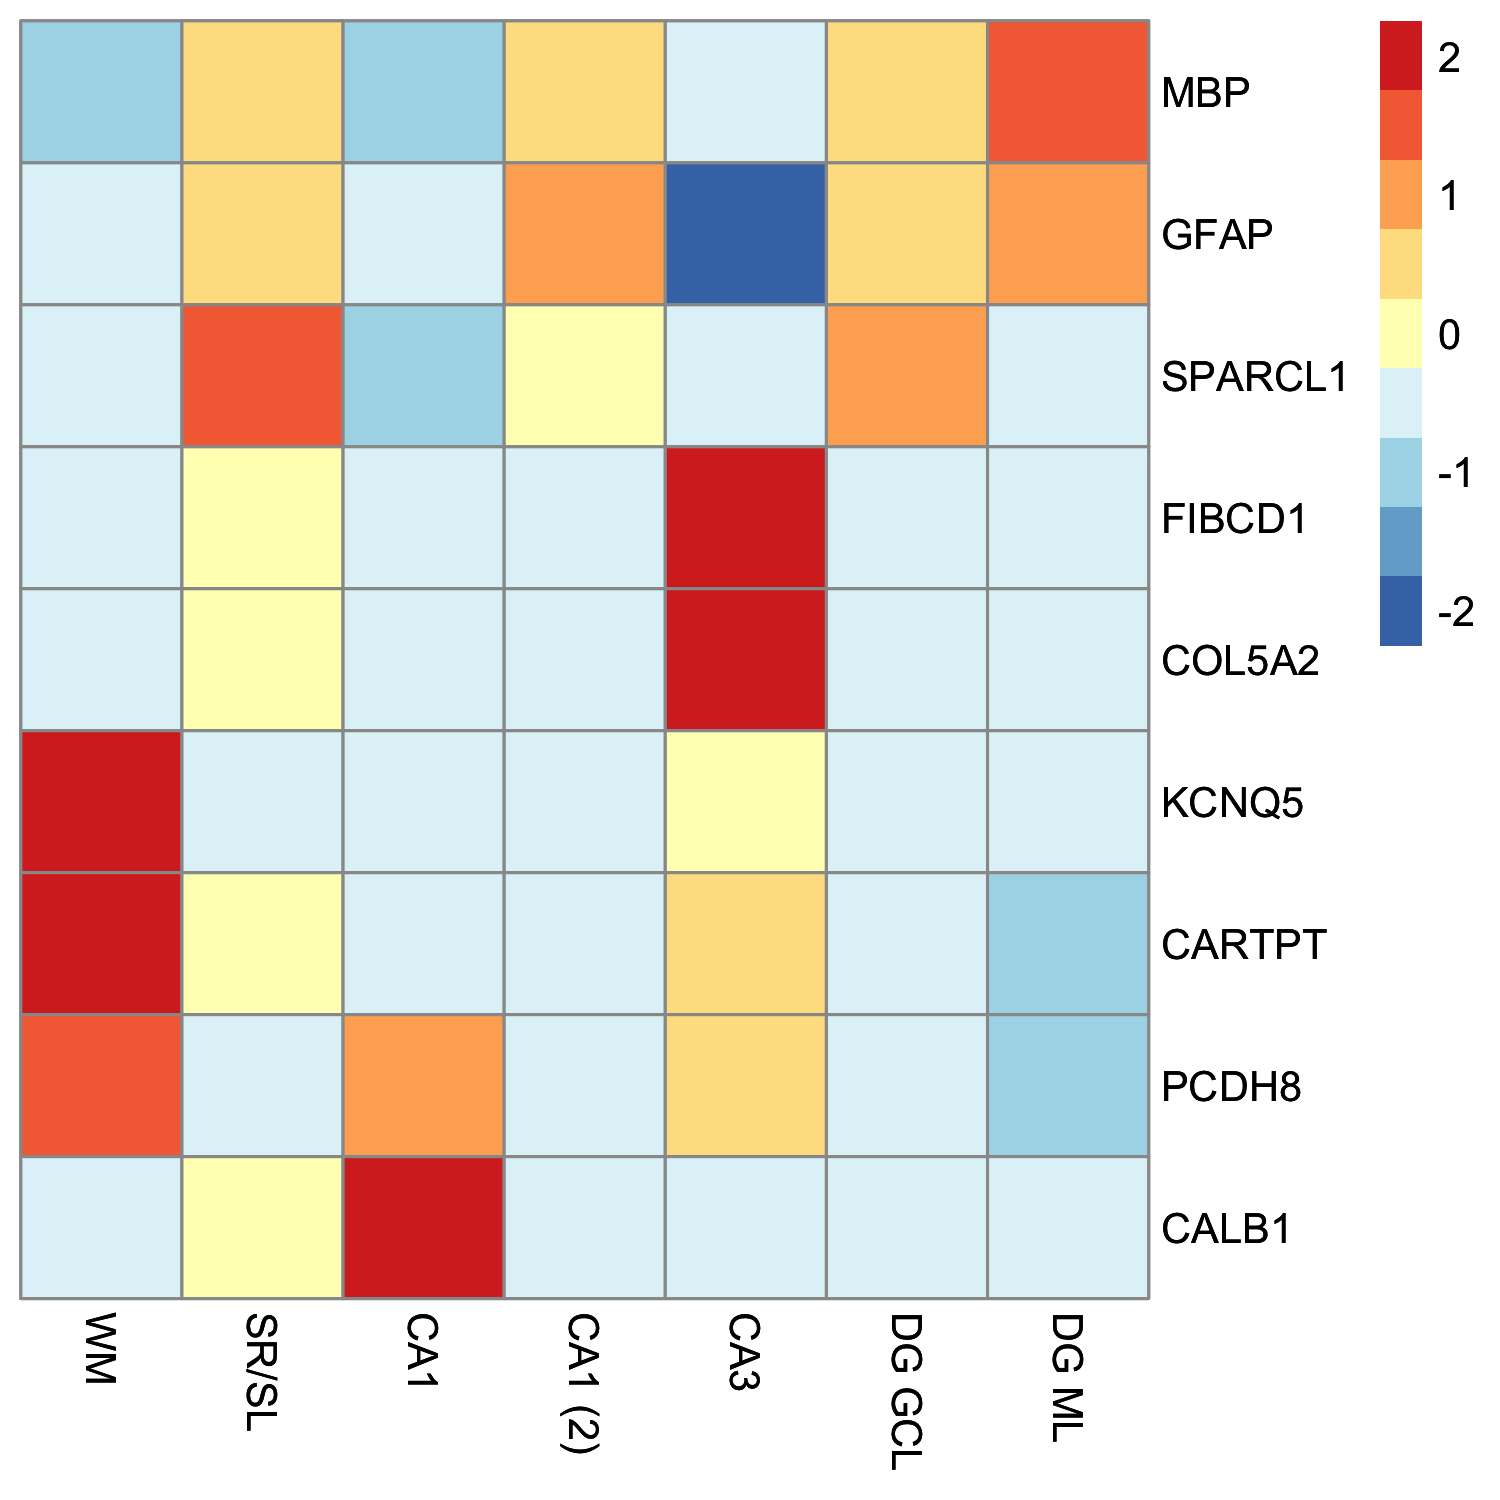 MBP
GFAP
SPARCL1
FIBCD1
COL5A2
KCNQ5
CARTPT
PCDH8
CALB1
WM
SR/SL
CA1
CA1 (2)
CA3
DG GCL
DG ML
2
1
0
-1
-2